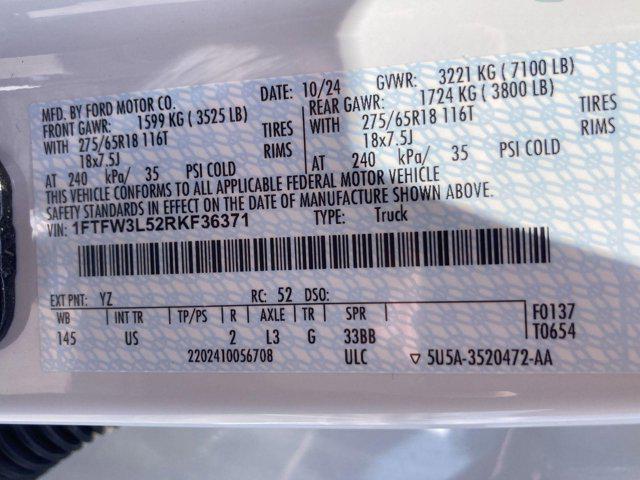 MFD. BY FORD MOTOR CO. DATE: 10/24 GVWR: 3221 KG ( 7100 LB)
FRONT GAWR: 1599 KG ( 3525 LB) REAR GAWR: 1724 KG ( 3800 LB)
WITH 275/65R18 116T TIRES WITH 275/65R18 116T TIRES
18x7.5J RIMS 18x7.5J RIMS
AT 240 kPa/ 35 PSI COLD AT 240 kPa/ 35 PSI COLD
THIS VEHICLE CONFORMS TO ALL APPLICABLE FEDERAL MOTOR VEHICLE
SAFETY STANDARDS IN EFFECT ON THE DATE OF MANUFACTURE SHOWN ABOVE.
VIN: 1FTFW3L52RKF36371 TYPE: Truck
EXT PNT: YZ RC: 52 DSO:
WB INT TR TP/PS R AXLE TR SPR F0137
145 US 2 L3 G 33BB T0654
2202410056708 ULC ▽ 5U5A-3520472-AA